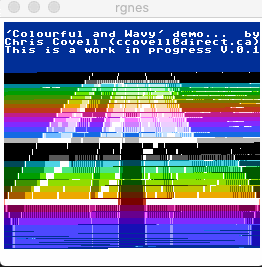 rgnes
'Colourful and Wavy' demo... by
Chris Covell (ccovell@direct.ca)
This is a work in progress V.0.1